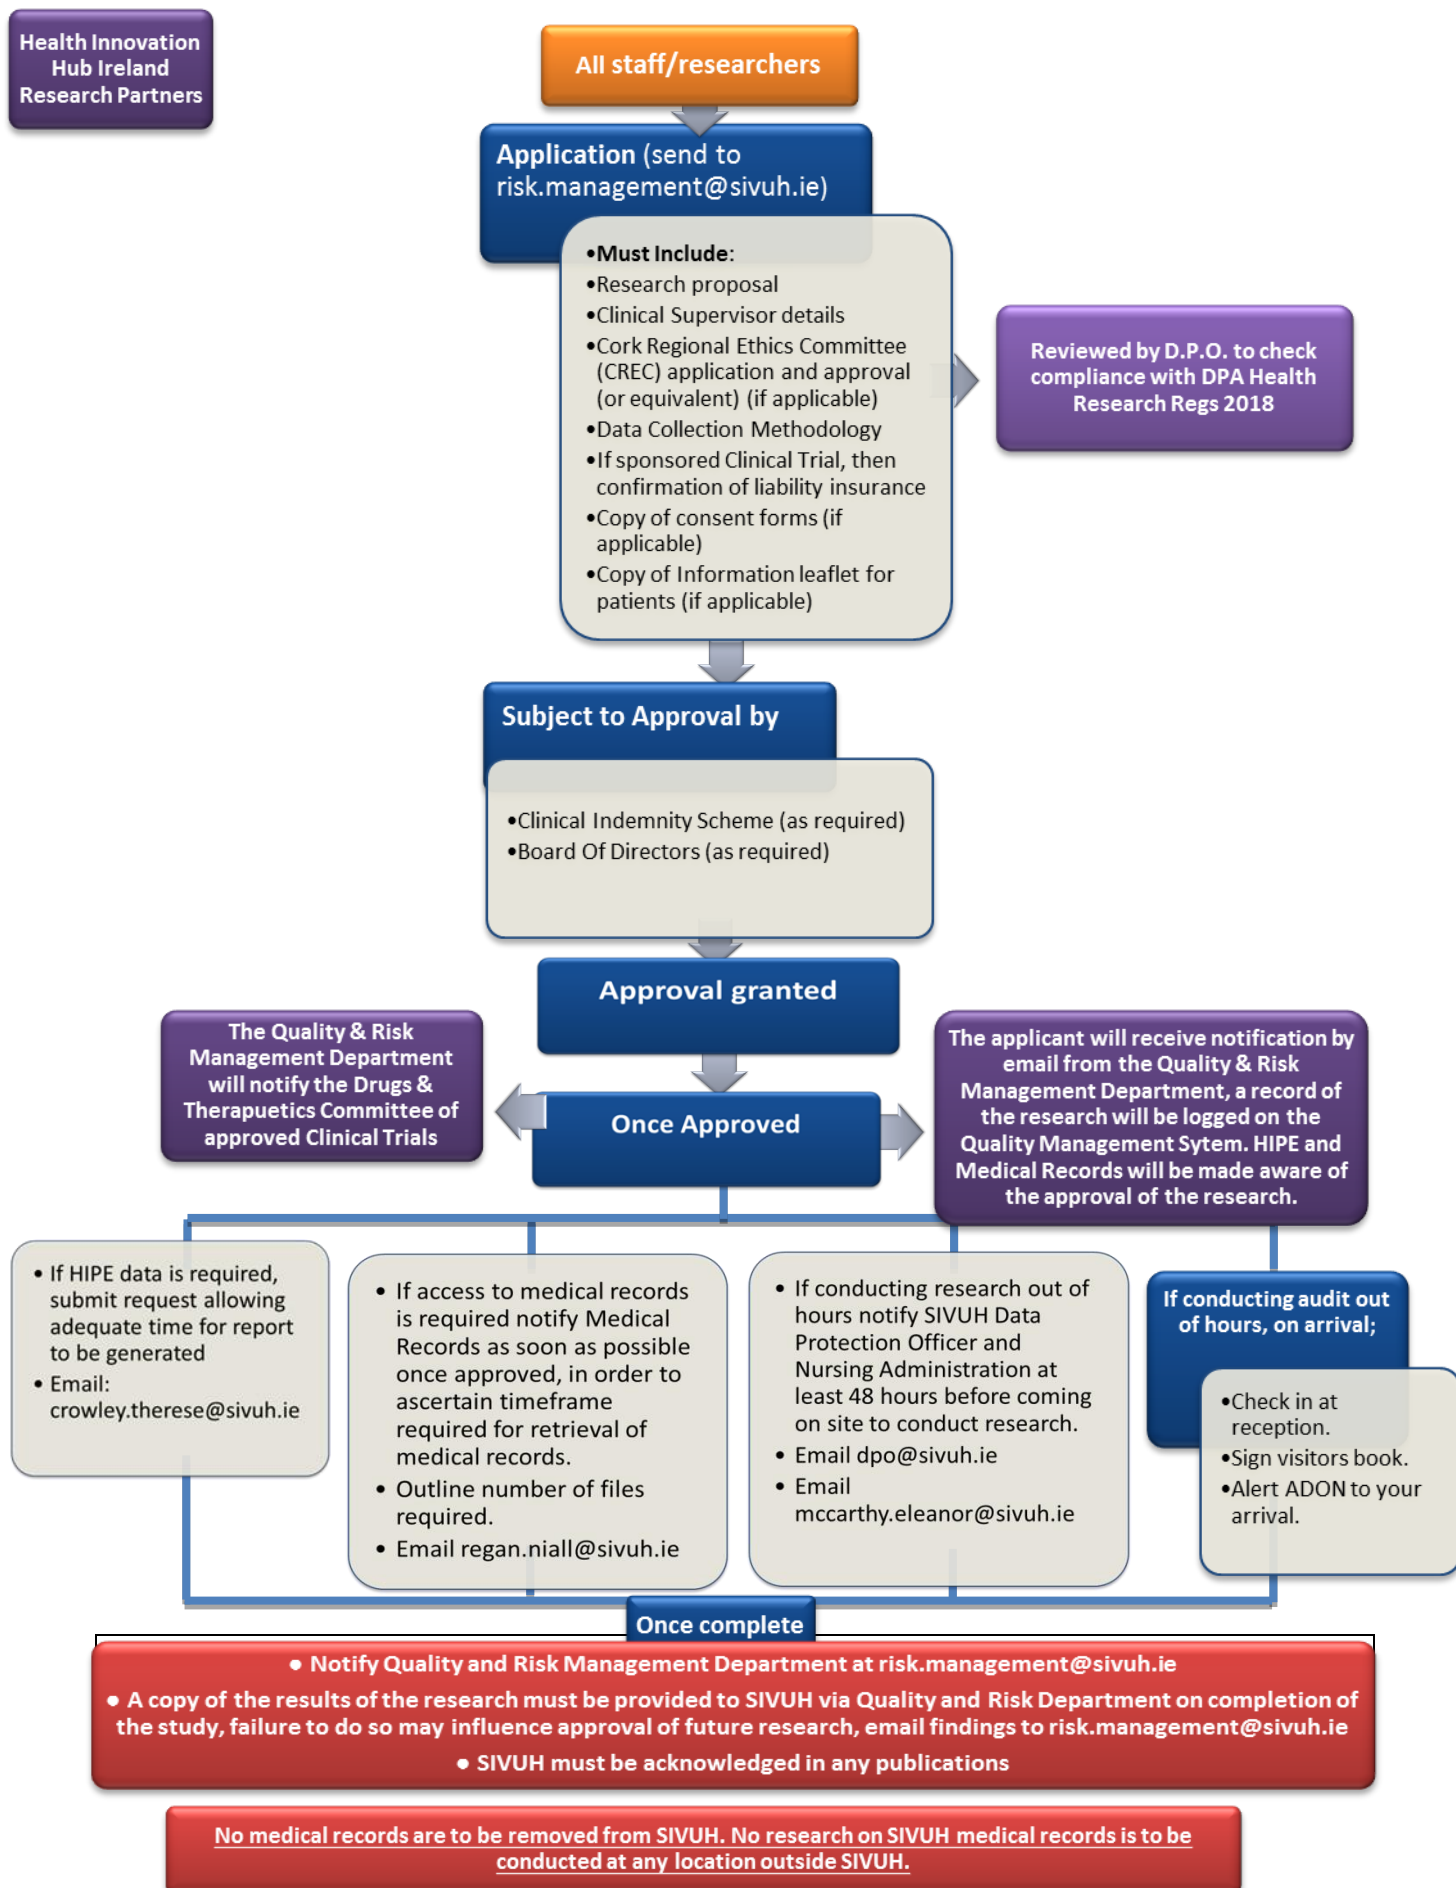 Health Innovation
Hub Ireland
Research Partners
All staff/researchers
Application (send to
risk.management@sivuh.ie)
•Must Include:
•Research proposal
•Clinical Supervisor details
•Cork Regional Ethics Committee
(CREC) application and approval
(or equivalent) (if applicable)
•Data Collection Methodology
•If sponsored Clinical Trial, then
confirmation of liability insurance
•Copy of consent forms (if
applicable)
•Copy of Information leaflet for
patients (if applicable)
Reviewed by D.P.O. to check
compliance with DPA Health
Research Regs 2018
Subject to Approval by
•Clinical Indemnity Scheme (as required)
•Board Of Directors (as required)
Approval granted
The Quality & Risk
Management Department
will notify the Drugs &
Therapuetics Committee of
approved Clinical Trials
Once Approved
The applicant will receive notification by
email from the Quality & Risk
Management Department, a record of
the research will be logged on the
Quality Management Sytem. HIPE and
Medical Records will be made aware of
the approval of the research.
• If HIPE data is required,
submit request allowing
adequate time for report
to be generated
• Email:
crowley.therese@sivuh.ie
• If access to medical records
is required notify Medical
Records as soon as possible
once approved, in order to
ascertain timeframe
required for retrieval of
medical records.
• Outline number of files
required.
• Email regan.niall@sivuh.ie
• If conducting research out of
hours notify SIVUH Data
Protection Officer and
Nursing Administration at
least 48 hours before coming
on site to conduct research.
• Email dpo@sivuh.ie
• Email
mccarthy.eleanor@sivuh.ie
If conducting audit out
of hours, on arrival;
•Check in at
reception.
•Sign visitors book.
•Alert ADON to your
arrival.
Once complete
● Notify Quality and Risk Management Department at risk.management@sivuh.ie
● A copy of the results of the research must be provided to SIVUH via Quality and Risk Department on completion of
the study, failure to do so may influence approval of future research, email findings to risk.management@sivuh.ie
● SIVUH must be acknowledged in any publications
No medical records are to be removed from SIVUH. No research on SIVUH medical records is to be
conducted at any location outside SIVUH.